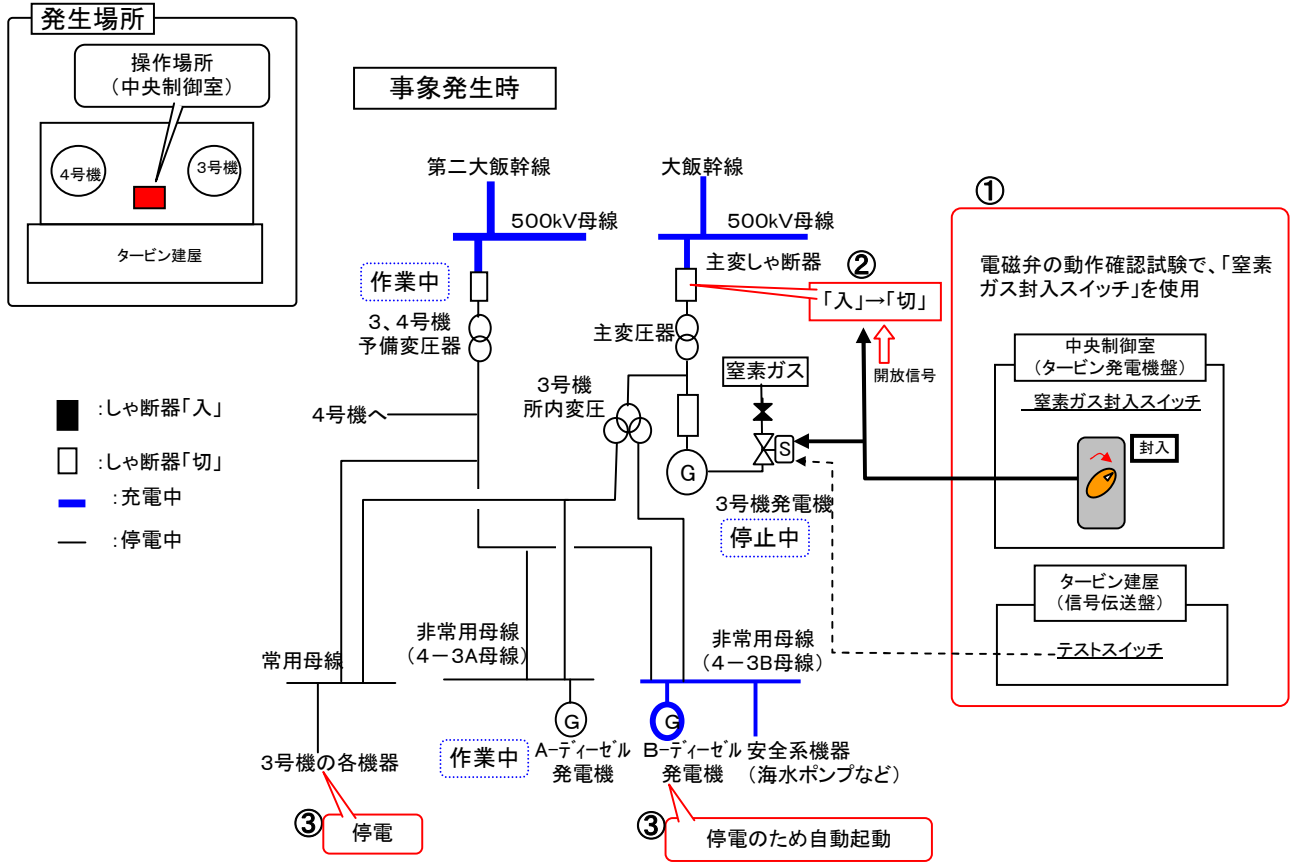 発生場所
操作場所
(中央制御室)
4号機
3号機
タービン建屋
事象発生時
第二大飯幹線
500kV母線
作業中
3、4号機
予備変圧器
大飯幹線
500kV母線
主変しゃ断器
②
「入」→「切」
主変圧器
開放信号
窒素ガス
3号機
所内変圧
4号機へ
S
G
3号機発電機
停止中
:しゃ断器「入」
:しゃ断器「切」
:充電中
:停電中
①
電磁弁の動作確認試験で、「窒素
ガス封入スイッチ」を使用
中央制御室
(タービン発電機盤)
窒素ガス封入スイッチ
封入
タービン建屋
(信号伝送盤)
テストスイッチ
常用母線
3号機の各機器
③
停電
非常用母線
(4-3A母線)
G
作業中
A-ディーゼル
発電機
非常用母線
(4-3B母線)
G
B-ディーゼル
発電機
安全系機器
(海水ポンプなど)
③
停電のため自動起動